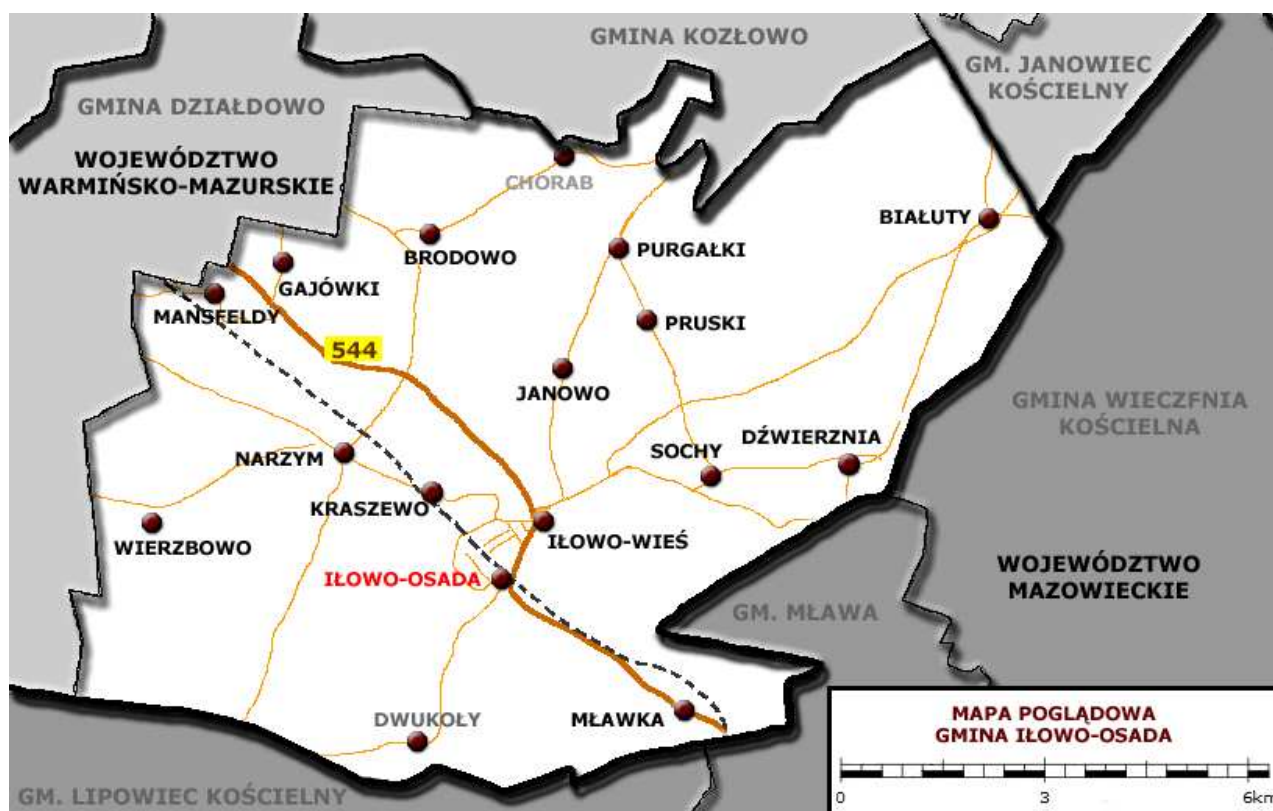 GMINA KOZŁOWO
GM. JANOWIEC
KOŚCIELNY
GMINA DZIAŁDOWO
WOJEWÓDZTWO
WARMIŃSKO-MAZURSKIE
CHORAB
BIAŁUTY
BRODOWO
PURGAŁKI
GAJÓWKI
MANSFELDY
PRUSKI
544
JANOWO
GMINA WIECZFNIA
KOŚCIELNA
DŹWIERZNIA
SOCHY
NARZYM
KRASZEWO
WIERZBOWO
IŁOWO-WIEŚ
IŁOWO-OSADA
WOJEWÓDZTWO
MAZOWIECKIE
GM. MŁAWA
DWUKOŁY
MŁAWKA
MAPA POGLĄDOWA
GMINA IŁOWO-OSADA
0 3 6km
GM. LIPOWIEC KOŚCIELNY